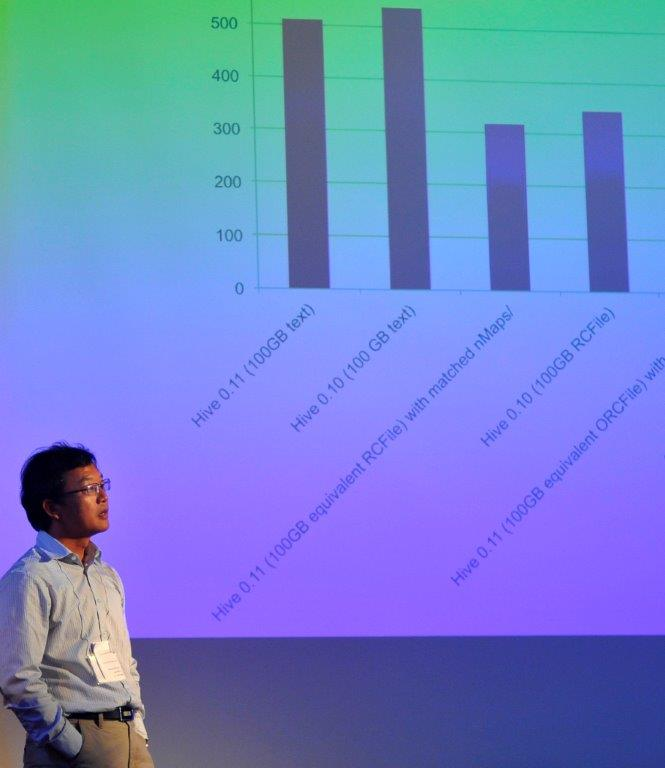 500
400
300
200
100
0
Hive 0.11 (100GB text)
Hive 0.10 (100 GB text)
Hive 0.11 (100GB equivalent RCFile) with matched nMaps/
Hive 0.10 (100GB RCFile)
Hive 0.11 (100GB equivalent ORCFile) with